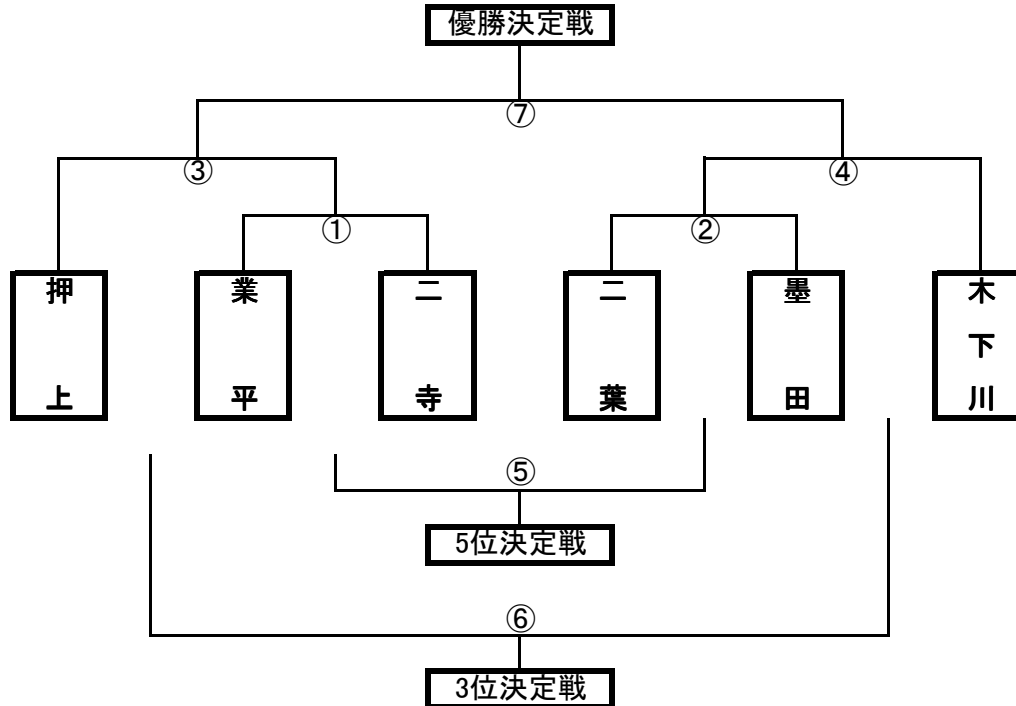 優勝決定戦
⑦
③
④
①
②
押上
業平
二寺
二葉
墨田
木下川
⑤
5位決定戦
⑥
3位決定戦